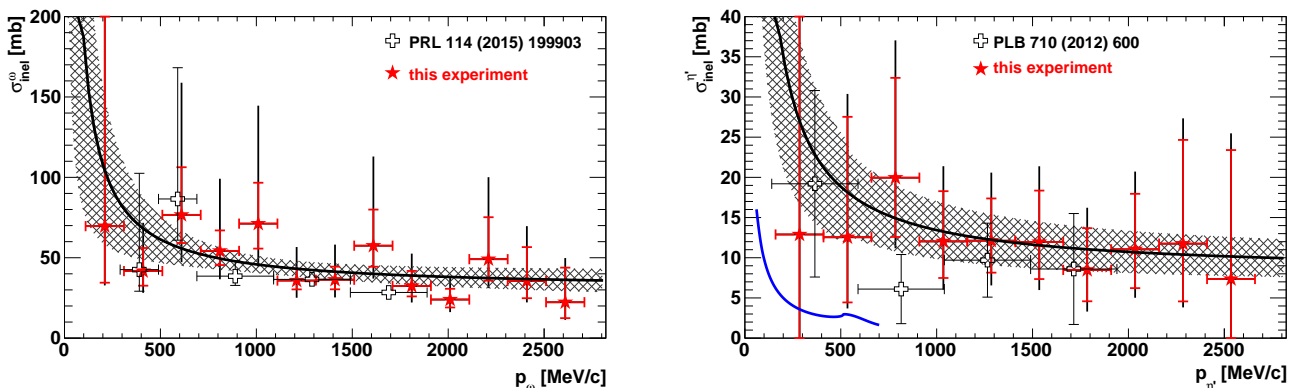 σ_inel^ω [mb]
200
150
100
50
0
PRL 114 (2015) 199903
this experiment
0 500 1000 1500 2000 2500
p_ω [MeV/c]
σ_inel^η' [mb]
40
35
30
25
20
15
10
5
0
PLB 710 (2012) 600
this experiment
0 500 1000 1500 2000 2500
p_η' [MeV/c]